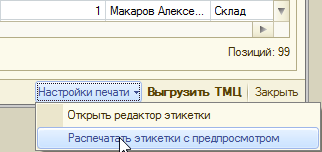 1 Макаров Алексе... Склад
Позиций: 99
Настройки печати Выгрузить ТМЦ Закрыть
Открыть редактор этикетки
Распечатать этикетки с предпросмотром